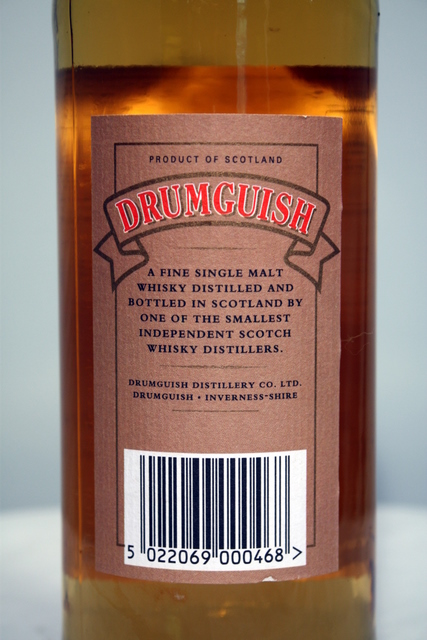 PRODUCT OF SCOTLAND
DRUMGUISH
A FINE SINGLE MALT
WHISKY DISTILLED AND
BOTTLED IN SCOTLAND BY
ONE OF THE SMALLEST
INDEPENDENT SCOTCH
WHISKY DISTILLERS.
DRUMGUISH DISTILLERY CO. LTD.
DRUMGUISH • INVERNESS-SHIRE
5 022069 000468 >